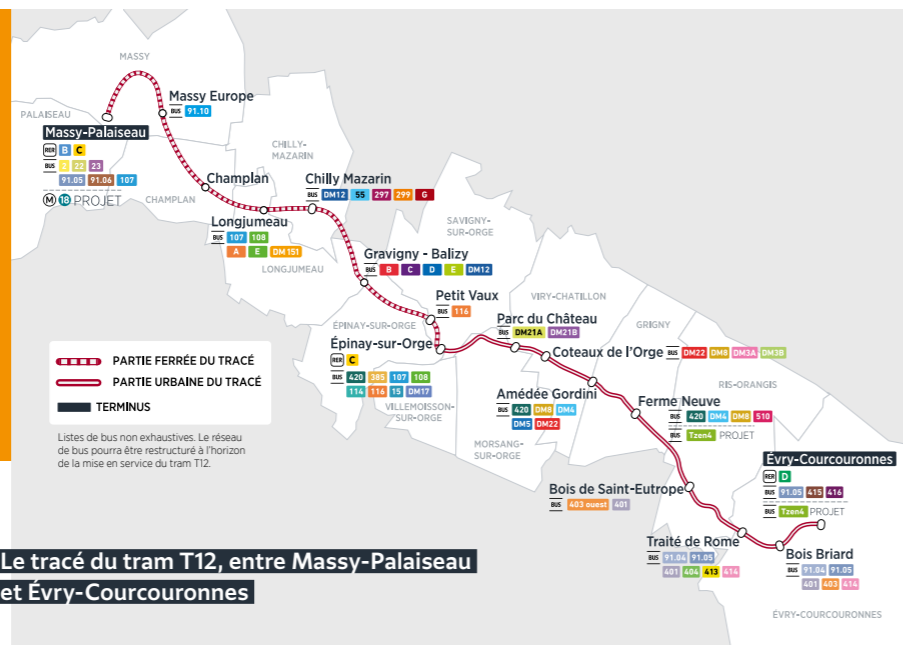 MASSY
Massy Europe
BUS 91.10
PALAISEAU
Massy-Palaiseau
RER B C
BUS 2 22 23
91.05 91.06 107
M 18 PROJET
CHILLY-
MAZARIN
Champlan
CHAMPLAN
Chilly Mazarin
BUS DM12 55 297 299 G
Longjumeau
BUS 107 108
A E DM151
LONGJUMEAU
SAVIGNY-
SUR-ORGE
Gravigny - Balizy
BUS B C D E DM12
Petit Vaux
BUS 116
VIRY-CHATILLON
ÉPINAY-SUR-ORGE
Épinay-sur-Orge
RER C
BUS 420 385 107 108
114 116 15 DM17
VILLEMOISSON-
SUR-ORGE
Parc du Château
BUS DM21A DM21B
GRIGNY
Coteaux de l'Orge BUS DM22 DM8 DM3A DM3B
RIS-ORANGIS
Amédée Gordini
BUS 420 DM8 DM4
DM5 DM22
MORSANG-
SUR-ORGE
Ferme Neuve
BUS 420 DM4 DM8 510
BUS Tzen4 PROJET
Évry-Courcouronnes
RER D
BUS 91.05 415 416
BUS Tzen4 PROJET
Bois de Saint-Eutrope
BUS 403 ouest 401
Traité de Rome
BUS 91.04 91.05
401 404 413 414
Bois Briard
BUS 91.04 91.05
401 403 414
ÉVRY-COURCOURONNES
PARTIE FERRÉE DU TRACÉ
PARTIE URBAINE DU TRACÉ
TERMINUS
Listes de bus non exhaustives. Le réseau
de bus pourra être restructuré à l'horizon
de la mise en service du tram T12.
Le tracé du tram T12, entre Massy-Palaiseau
et Évry-Courcouronnes